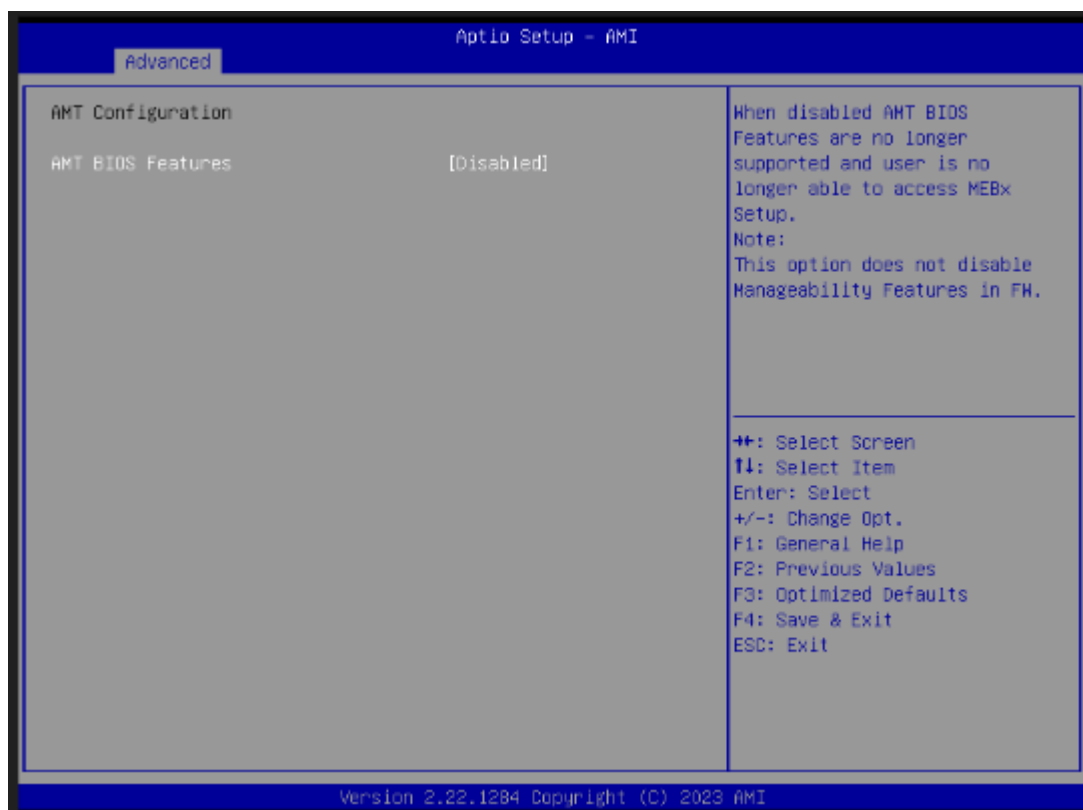 Aptio Setup - AMI
Advanced
AMT Configuration
AMT BIOS Features [Disabled]
When disabled AMT BIOS
Features are no longer
supported and user is no
longer able to access MEBx
Setup.
Note:
This option does not disable
Manageability Features in FW.
→←: Select Screen
↑↓: Select Item
Enter: Select
+/-: Change Opt.
F1: General Help
F2: Previous Values
F3: Optimized Defaults
F4: Save & Exit
ESC: Exit
Version 2.22.1284 Copyright (C) 2023 AMI